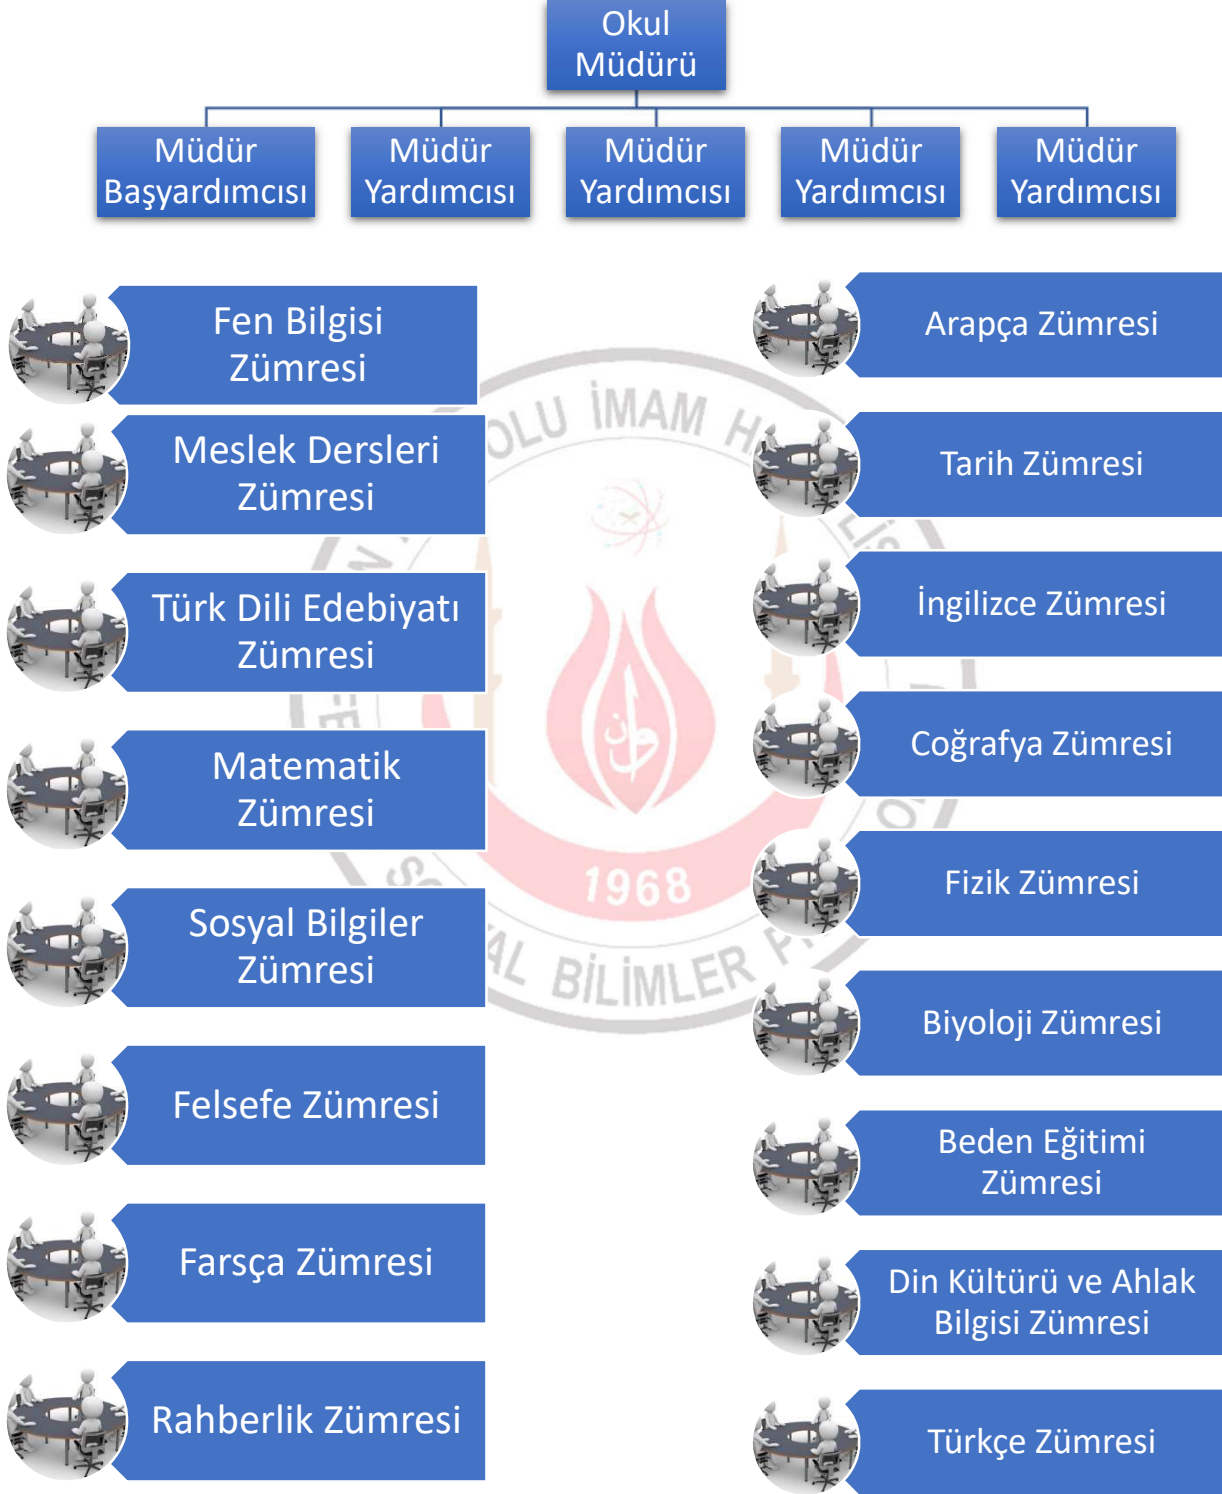 Okul
Müdürü
Müdür
Başyardımcısı
Müdür
Yardımcısı
Müdür
Yardımcısı
Müdür
Yardımcısı
Müdür
Yardımcısı
Fen Bilgisi
Zümresi
Meslek Dersleri
Zümresi
Türk Dili Edebiyatı
Zümresi
Matematik
Zümresi
Sosyal Bilgiler
Zümresi
Felsefe Zümresi
Farsça Zümresi
Rahberlik Zümresi
Arapça Zümresi
Tarih Zümresi
İngilizce Zümresi
Coğrafya Zümresi
Fizik Zümresi
Biyoloji Zümresi
Beden Eğitimi
Zümresi
Din Kültürü ve Ahlak
Bilgisi Zümresi
Türkçe Zümresi
İMAM
1968
BİLİMLER